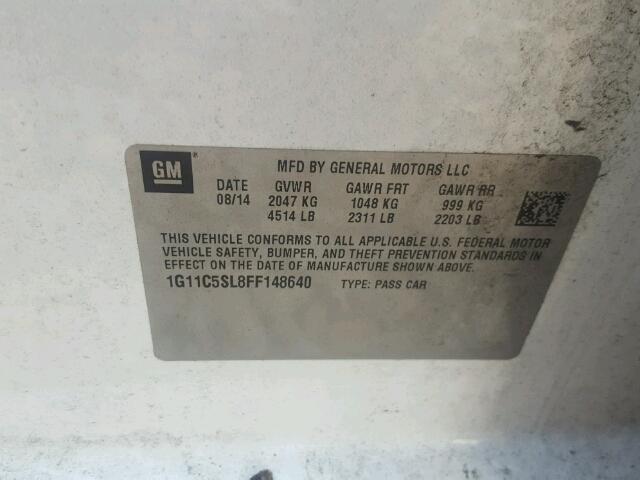 GM
MFD BY GENERAL MOTORS LLC
DATE GVWR GAWR FRT GAWR RR
08/14 2047 KG 1048 KG 999 KG
4514 LB 2311 LB 2203 LB
THIS VEHICLE CONFORMS TO ALL APPLICABLE U.S. FEDERAL MOTOR
VEHICLE SAFETY, BUMPER, AND THEFT PREVENTION STANDARDS IN
EFFECT ON THE DATE OF MANUFACTURE SHOWN ABOVE.
1G11C5SL8FF148640 TYPE: PASS CAR